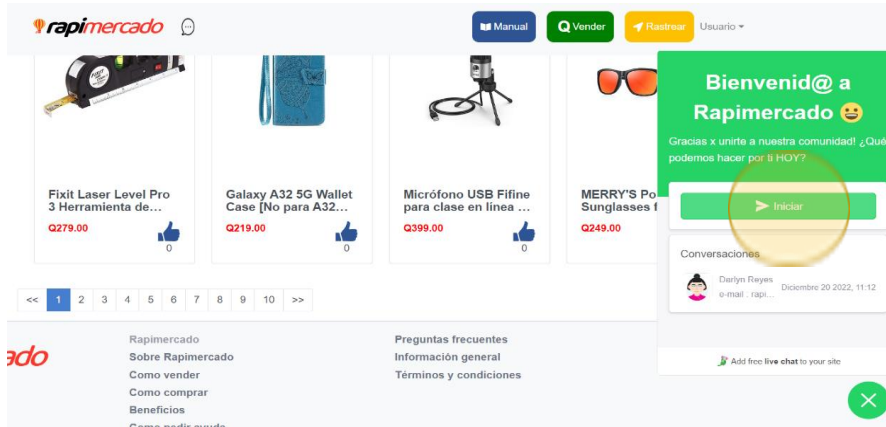 rapimercado
Manual
Q Vender
Rastrear
Usuario
Fixit Laser Level Pro
3 Herramienta de...
Q279.00
0
Galaxy A32 5G Wallet
Case [No para A32...
Q219.00
0
Micrófono USB Fifine
para clase en línea ...
Q399.00
0
MERRY'S Po
Sunglasses f
Q249.00
Bienvenid@ a
Rapimercado
Gracias x unirte a nuestra comunidad! ¿Qué
podemos hacer por ti HOY?
Iniciar
Conversaciones
Darlyn Reyes
e-mail . rapi...
Diciembre 20 2022, 11:12
Add free live chat to your site
<< 1 2 3 4 5 6 7 8 9 10 >>
ado
Rapimercado
Sobre Rapimercado
Como vender
Como comprar
Beneficios
Como pedir ayuda
Preguntas frecuentes
Información general
Términos y condiciones